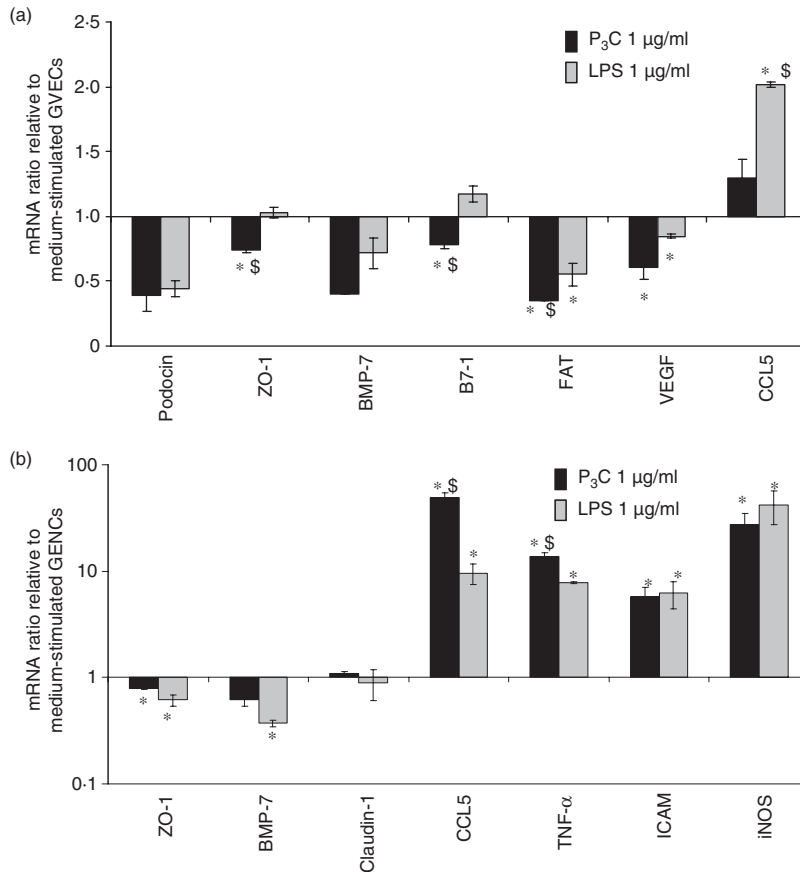 (a)
2·5
2·0
1·5
1·0
0·5
0
mRNA ratio relative to
medium-stimulated GVECs
P₃C 1 µg/ml
LPS 1 µg/ml
* $
* $
* $
* $
*
*
*
Podocin
ZO-1
BMP-7
B7-1
FAT
VEGF
CCL5
(b)
100
10
1
0·1
mRNA ratio relative to
medium-stimulated GENCs
P₃C 1 µg/ml
LPS 1 µg/ml
* $
*
* $
*
*
*
*
*
*
*
*
ZO-1
BMP-7
Claudin-1
CCL5
TNF-α
ICAM
iNOS